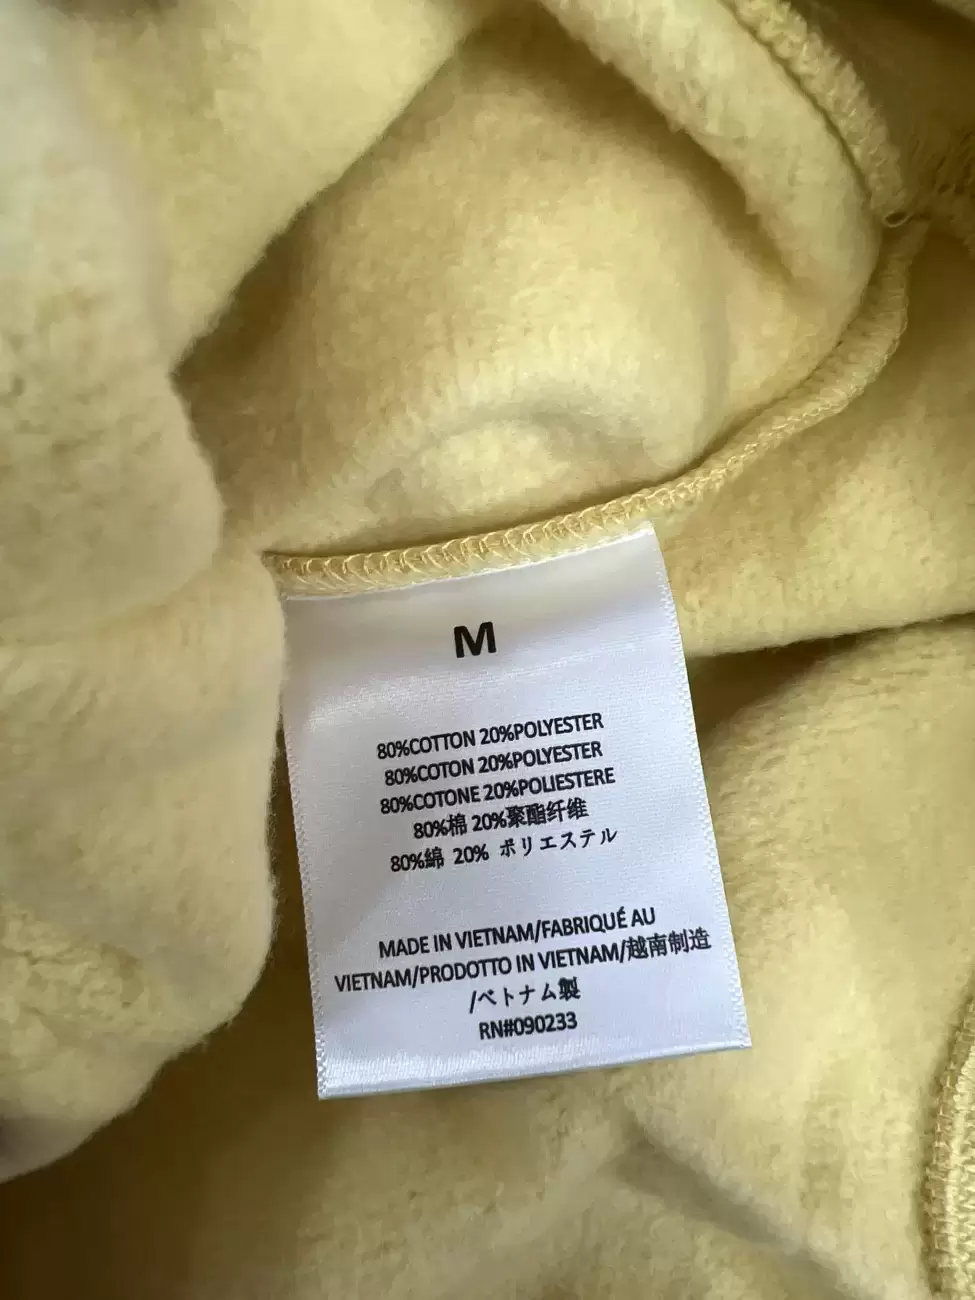 M
80%COTTON 20%POLYESTER
80%COTON 20%POLYESTER
80%COTONE 20%POLIESTERE
80%棉 20%聚酯纤维
80%綿 20% ポリエステル
MADE IN VIETNAM/FABRIQUÉ AU
VIETNAM/PRODOTTO IN VIETNAM/越南制造
/ベトナム製
RN#090233